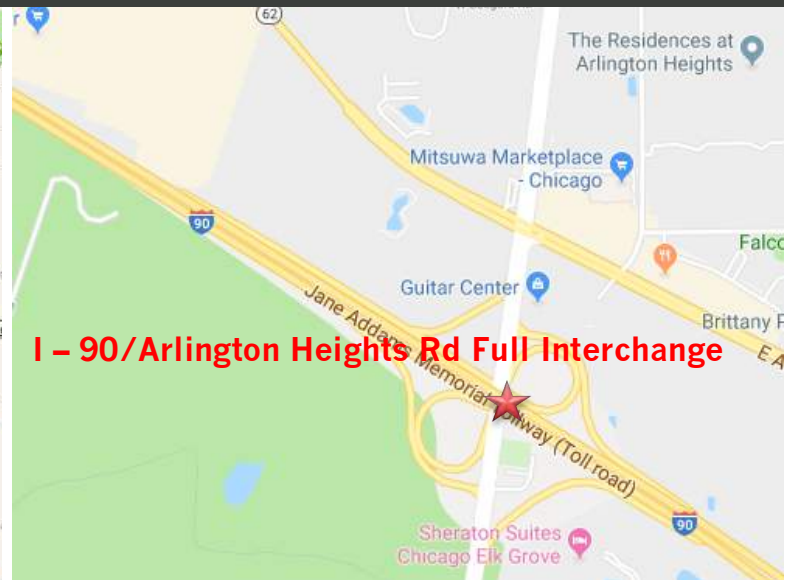 62
The Residences at
Arlington Heights
Mitsuwa Marketplace
- Chicago
90
Falco
Guitar Center
Jane Addams Memorial Tollway (Toll road)
Brittany P
I – 90/Arlington Heights Rd Full Interchange
E A
90
Sheraton Suites
Chicago Elk Grove